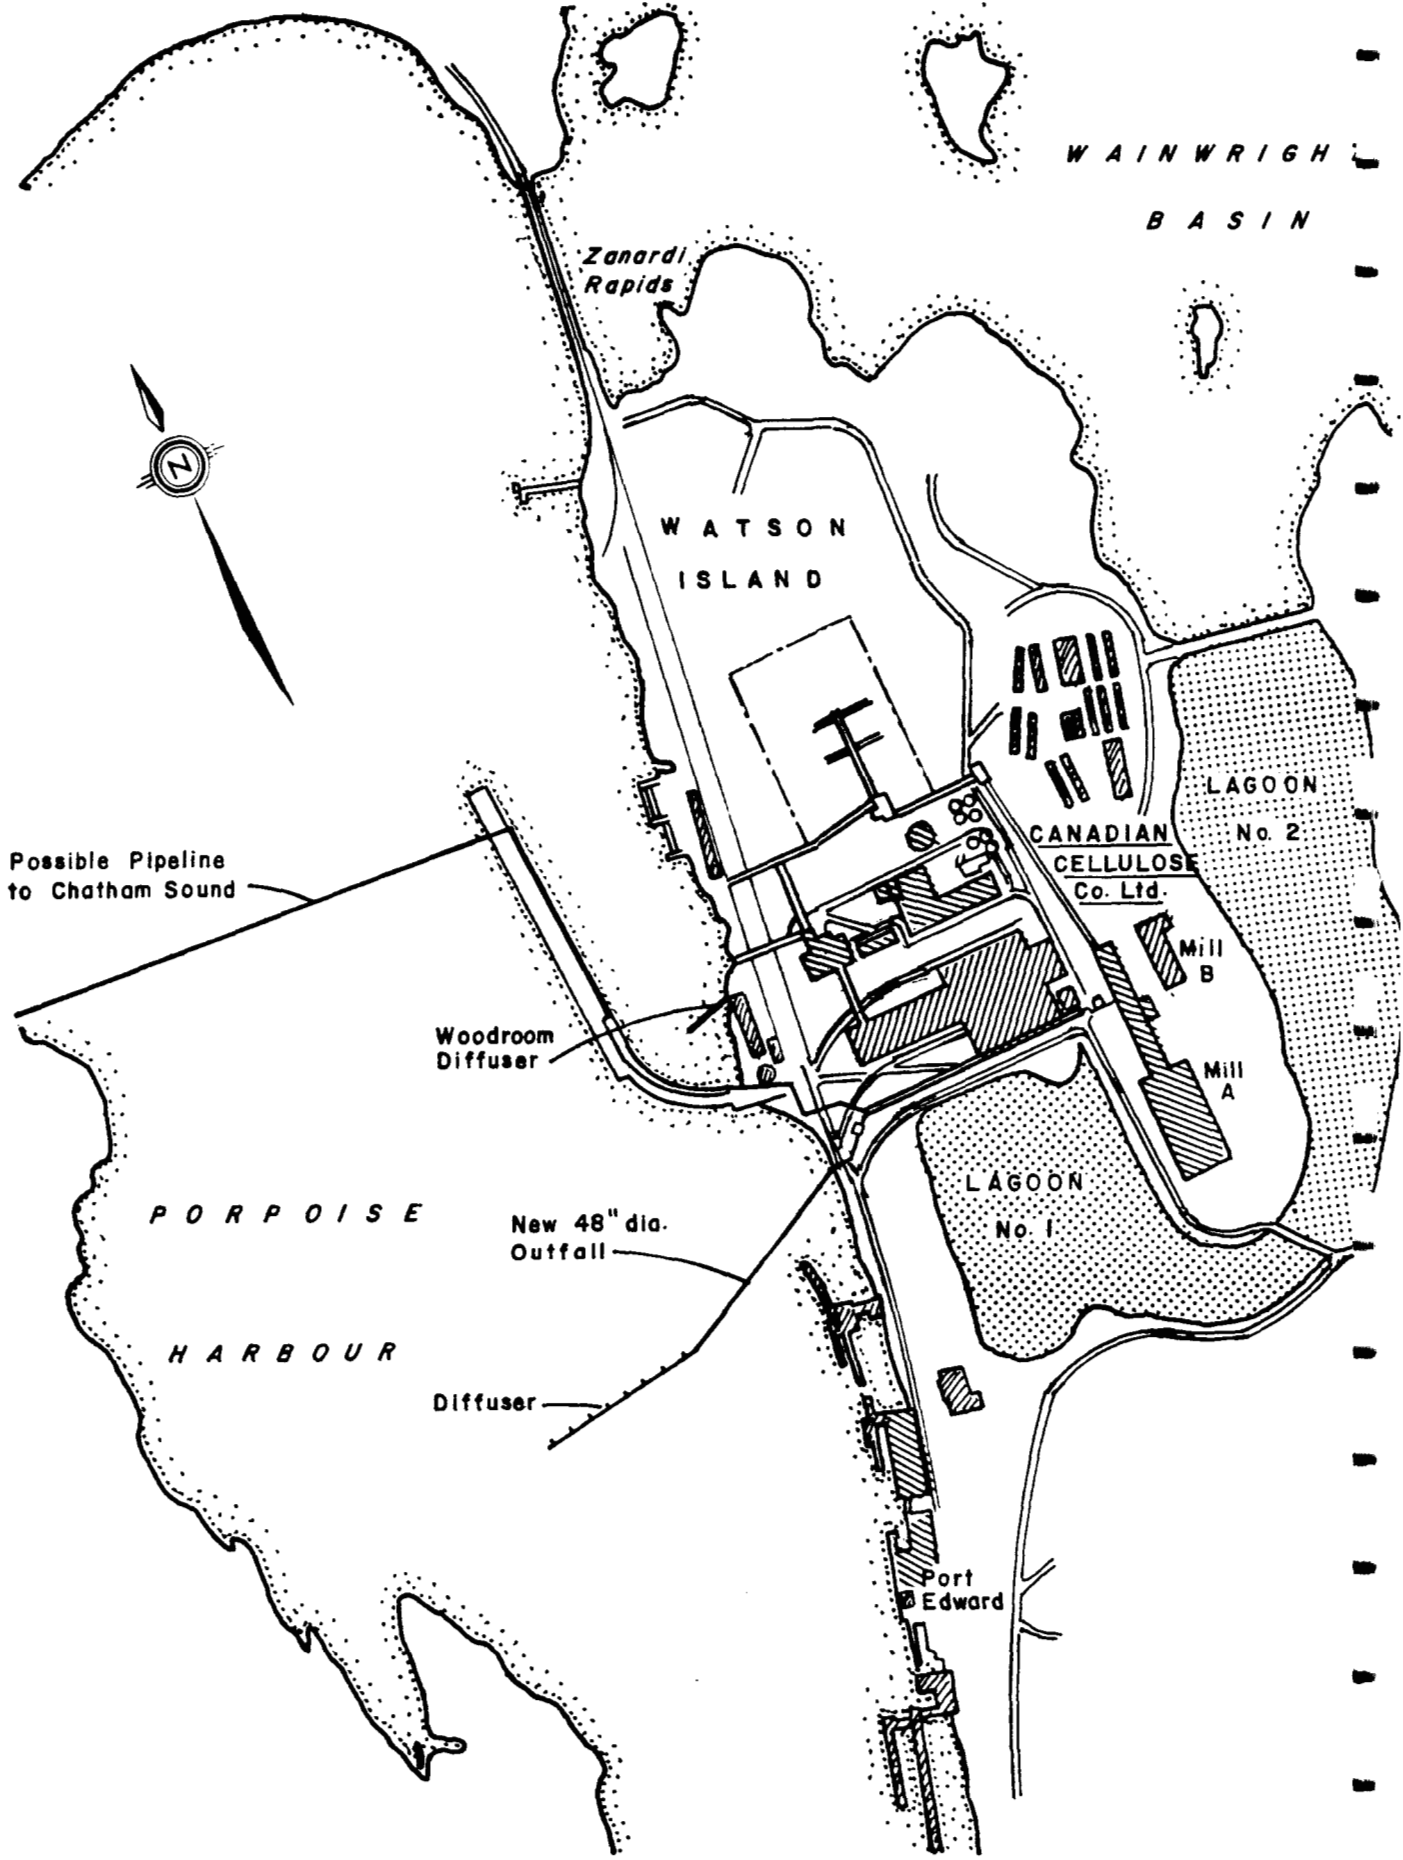 WAINWRIGH
BASIN
Zanardi
Rapids
N
WATSON
ISLAND
LAGOON
No. 2
CANADIAN
CELLULOSE
Co. Ltd.
Possible Pipeline
to Chatham Sound
Mill
B
Woodroom
Diffuser
Mill
A
LAGOON
No. 1
PORPOISE
HARBOUR
New 48" dia.
Outfall
Diffuser
Port
Edward